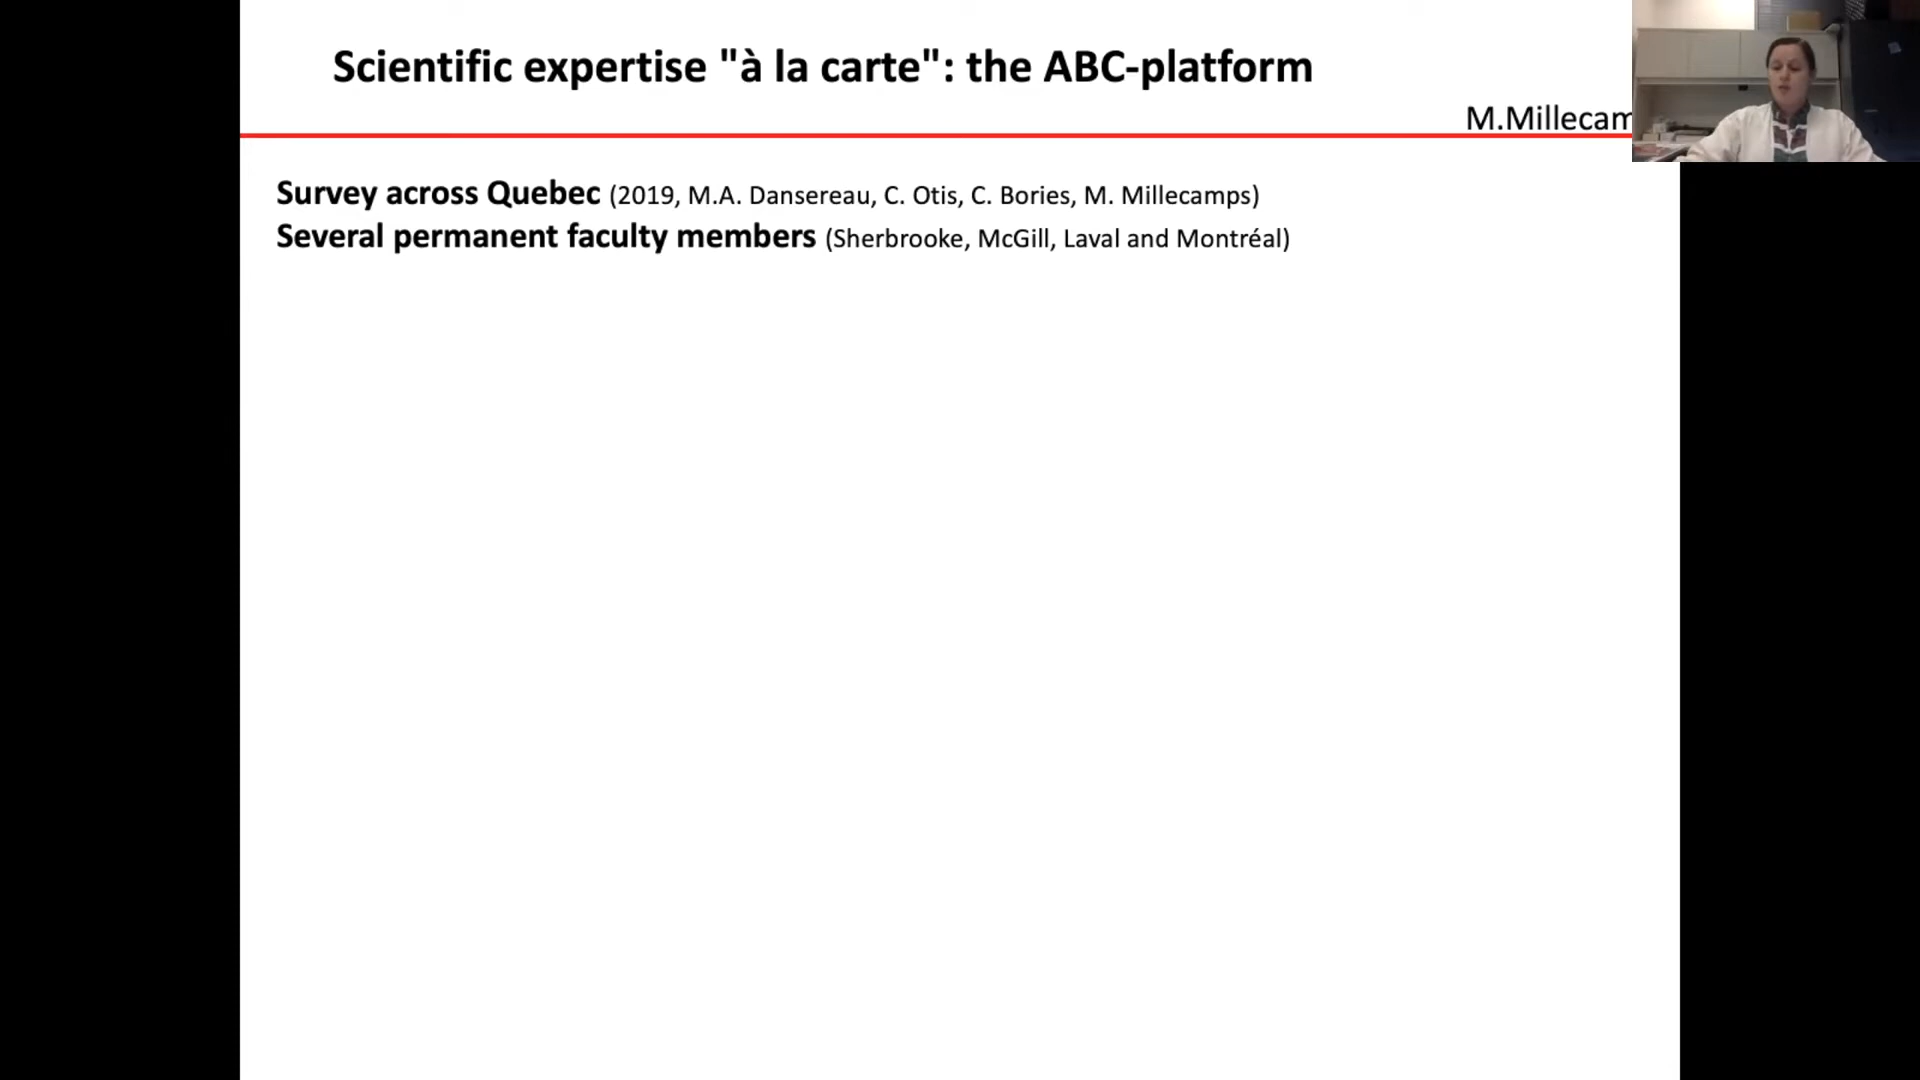 Scientific expertise "à la carte": the ABC-platform
M.Millecam
Survey across Quebec (2019, M.A. Dansereau, C. Otis, C. Bories, M. Millecamps)
Several permanent faculty members (Sherbrooke, McGill, Laval and Montréal)